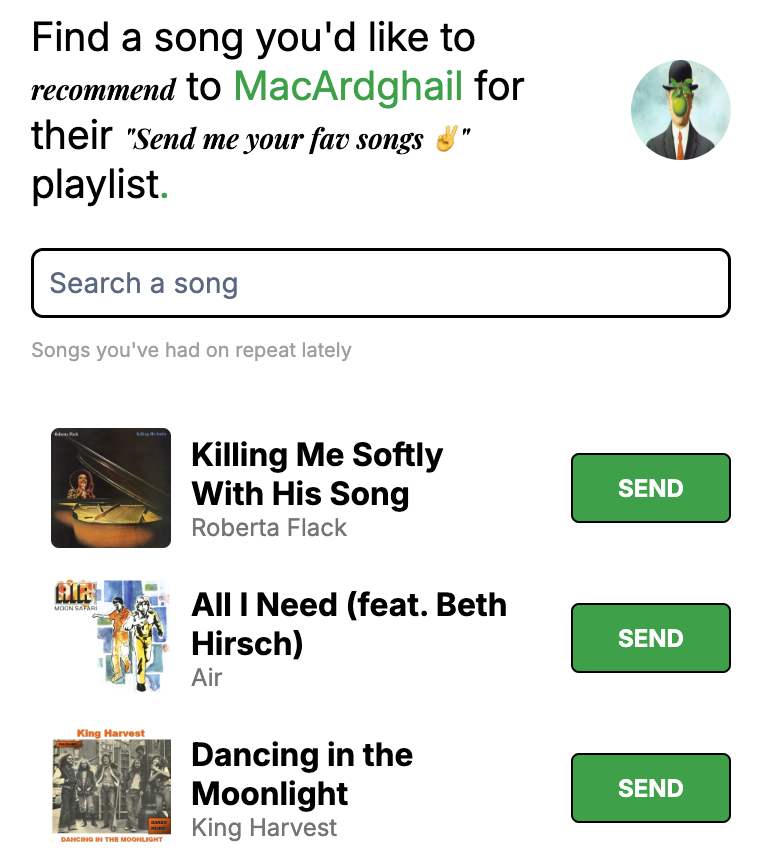 Find a song you'd like to
recommend to MacArdghail for
their "Send me your fav songs ✌️"
playlist.
Search a song
Songs you've had on repeat lately
Roberta Flack
Killing Me Softly
Killing Me Softly
With His Song
Roberta Flack
SEND
AIR
MOON SAFARI
All I Need (feat. Beth
Hirsch)
Air
SEND
King Harvest
DANCING IN THE MOONLIGHT
Dancing in the
Moonlight
King Harvest
SEND